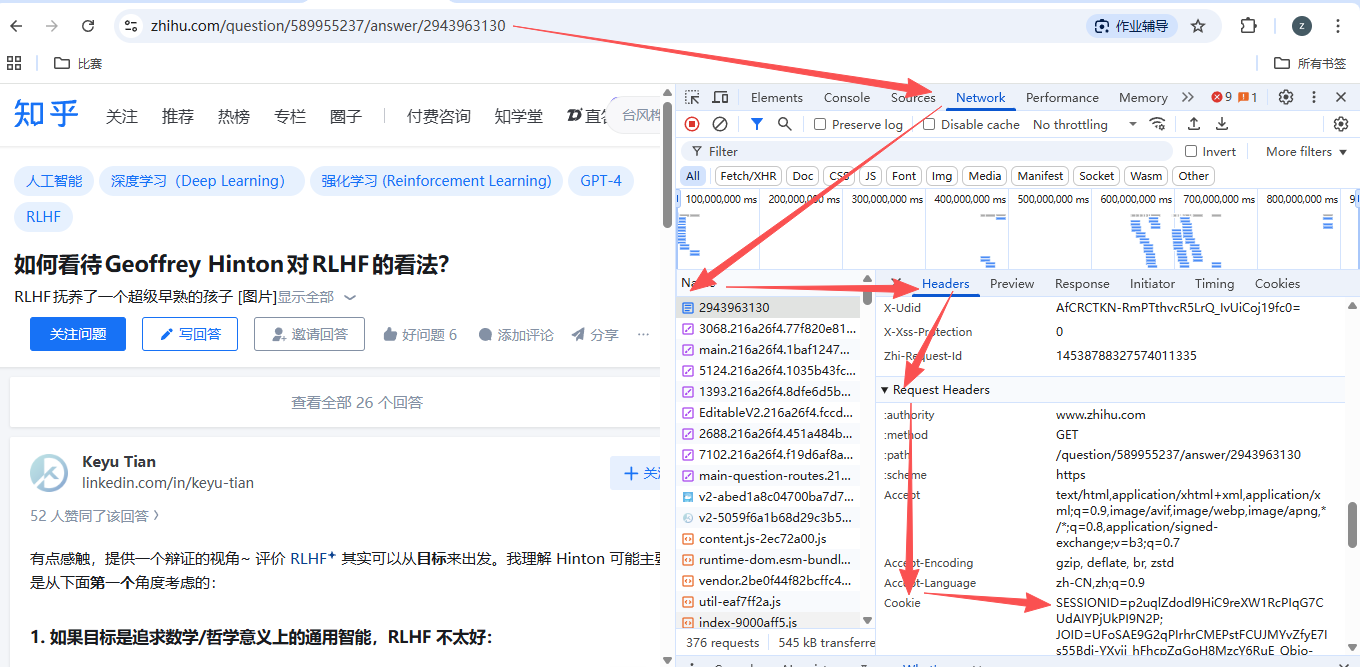 zhihu.com/question/589955237/answer/2943963130
作业辅导
z
比赛
所有书签
知乎
关注 推荐 热榜 专栏 圈子 付费咨询 知学堂
人工智能 深度学习（Deep Learning） 强化学习 (Reinforcement Learning) GPT-4
RLHF
如何看待Geoffrey Hinton对RLHF的看法?
RLHF抚养了一个超级早熟的孩子 [图片]显示全部
关注问题 写回答 邀请回答 好问题 6 添加评论 分享 ···
查看全部 26 个回答
Keyu Tian
linkedin.com/in/keyu-tian
52 人赞同了该回答 〉
有点感触，提供一个辩证的视角~ 评价 RLHF 其实可以从目标来出发。我理解 Hinton 可能主要
是从下面第一个角度考虑的：
1. 如果目标是追求数学/哲学意义上的通用智能，RLHF 不太好：
Elements Console Sources Network Performance Memory 9 1
Preserve log Disable cache No throttling
Filter Invert More filters
All Fetch/XHR Doc CSS JS Font Img Media Manifest Socket Wasm Other
100,000,000 ms 200,000,000 ms 300,000,000 ms 400,000,000 ms 500,000,000 ms 600,000,000 ms 700,000,000 ms 800,000,000 ms
Name
2943963130
3068.216a26f4.77f820e81...
main.216a26f4.1baf1247...
5124.216a26f4.1035b43fc...
1393.216a26f4.8dfe6d5b...
EditableV2.216a26f4.fccd...
2688.216a26f4.451a484b...
7102.216a26f4.f19d6af8a...
main-question-routes.21...
v2-abed1a8c04700ba7d7...
v2-5059f6a1b68d29c3b5...
content.js-2ec72a00.js
runtime-dom.esm-bundl...
vendor.2be0f44f82bcffc4...
util-eaf7ff2a.js
index-9000aff5.js
376 requests 545 kB transferre
Headers Preview Response Initiator Timing Cookies
X-Udid AfCRCTKN-RmPTthvcR5LrQ_IvUiCoj19fc0=
X-Xss-Protection 0
Zhi-Request-Id 14538788327574011335
Request Headers
:authority www.zhihu.com
:method GET
:path /question/589955237/answer/2943963130
:scheme https
Accept text/html,application/xhtml+xml,application/x
ml;q=0.9,image/avif,image/webp,image/apng,*
/*;q=0.8,application/signed-
exchange;v=b3;q=0.7
Accept-Encoding gzip, deflate, br, zstd
Accept-Language zh-CN,zh;q=0.9
Cookie SESSIONID=p2uqlZdodl9HiC9reXW1RcPIqG7C
UdAIYPjUkPI9N2P;
JOID=UFoSAE9G2qPIrhrCMEPstFCUJMYvZfyE7I